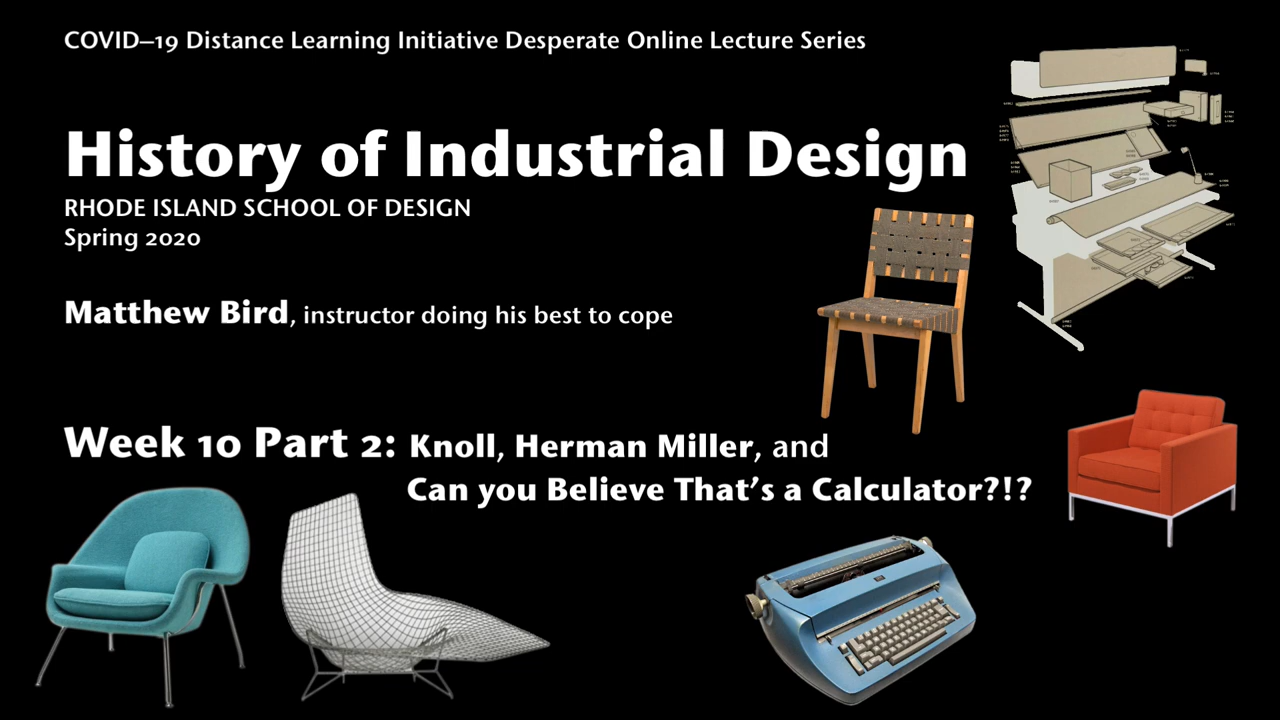 COVID–19 Distance Learning Initiative Desperate Online Lecture Series
History of Industrial Design
RHODE ISLAND SCHOOL OF DESIGN
Spring 2020
Matthew Bird, instructor doing his best to cope
Week 10 Part 2: Knoll, Herman Miller, and
Can you Believe That’s a Calculator?!?